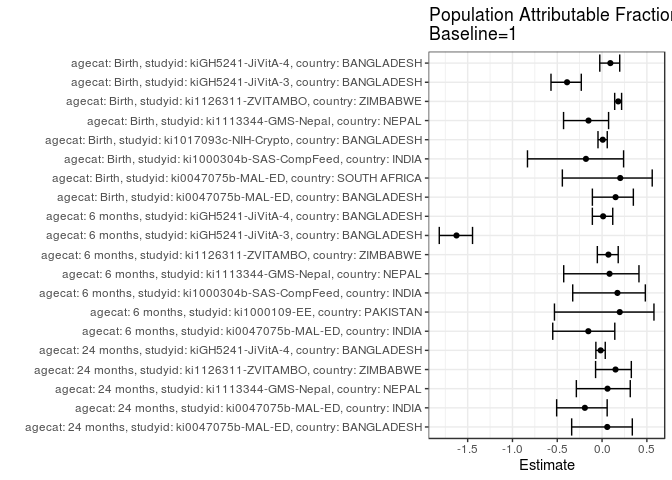 Population Attributable Fractio
Baseline=1
agecat: Birth, studyid: kiGH5241-JiVitA-4, country: BANGLADESH
agecat: Birth, studyid: kiGH5241-JiVitA-3, country: BANGLADESH
agecat: Birth, studyid: ki1126311-ZVITAMBO, country: ZIMBABWE
agecat: Birth, studyid: ki1113344-GMS-Nepal, country: NEPAL
agecat: Birth, studyid: ki1017093c-NIH-Crypto, country: BANGLADESH
agecat: Birth, studyid: ki1000304b-SAS-CompFeed, country: INDIA
agecat: Birth, studyid: ki0047075b-MAL-ED, country: SOUTH AFRICA
agecat: Birth, studyid: ki0047075b-MAL-ED, country: BANGLADESH
agecat: 6 months, studyid: kiGH5241-JiVitA-4, country: BANGLADESH
agecat: 6 months, studyid: kiGH5241-JiVitA-3, country: BANGLADESH
agecat: 6 months, studyid: ki1126311-ZVITAMBO, country: ZIMBABWE
agecat: 6 months, studyid: ki1113344-GMS-Nepal, country: NEPAL
agecat: 6 months, studyid: ki1000304b-SAS-CompFeed, country: INDIA
agecat: 6 months, studyid: ki1000109-EE, country: PAKISTAN
agecat: 6 months, studyid: ki0047075b-MAL-ED, country: INDIA
agecat: 24 months, studyid: kiGH5241-JiVitA-4, country: BANGLADESH
agecat: 24 months, studyid: ki1126311-ZVITAMBO, country: ZIMBABWE
agecat: 24 months, studyid: ki1113344-GMS-Nepal, country: NEPAL
agecat: 24 months, studyid: ki0047075b-MAL-ED, country: INDIA
agecat: 24 months, studyid: ki0047075b-MAL-ED, country: BANGLADESH
-1.5 -1.0 -0.5 0.0 0.5
Estimate